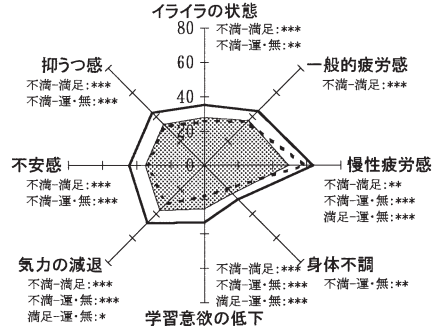 イライラの状態
80
不満-満足:***
不満-運・無:**
60
抑うつ感
不満-満足:***
不満-運・無:***
一般的疲労感
不満-満足:***
40
20
0
不安感
不満-満足:***
不満-運・無:***
慢性疲労感
不満-満足:**
不満-運・無:***
満足-運・無:***
気力の減退
不満-満足:***
不満-運・無:***
満足-運・無:*
不満-満足:***
不満-運・無:***
満足-運・無:***
身体不調
不満-運・無:**
学習意欲の低下